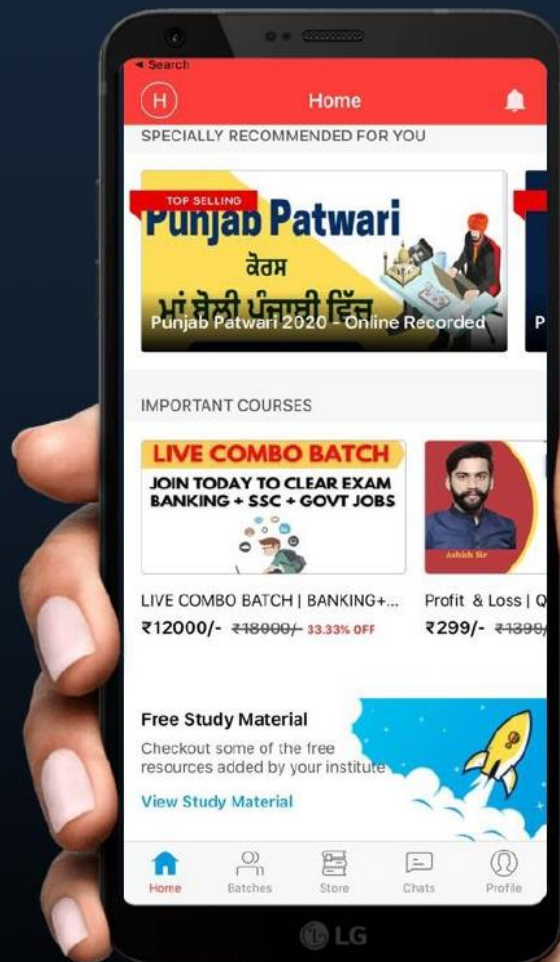 ◂ Search
H
Home
SPECIALLY RECOMMENDED FOR YOU
TOP SELLING
Punjab Patwari
ਕੋਰਸ
ਮਾਂ ਬੋਲੀ ਪੰਜਾਬੀ ਵਿੱਚ
Punjab Patwari 2020 - Online Recorded
P
IMPORTANT COURSES
LIVE COMBO BATCH
JOIN TODAY TO CLEAR EXAM
BANKING + SSC + GOVT JOBS
Ashish Sir
LIVE COMBO BATCH | BANKING+...
₹12000/- ₹18000/- 33.33% OFF
Profit & Loss | Q
₹299/- ₹1399/
Free Study Material
Checkout some of the free
resources added by your institute
View Study Material
Home
Batches
Store
Chats
Profile
LG